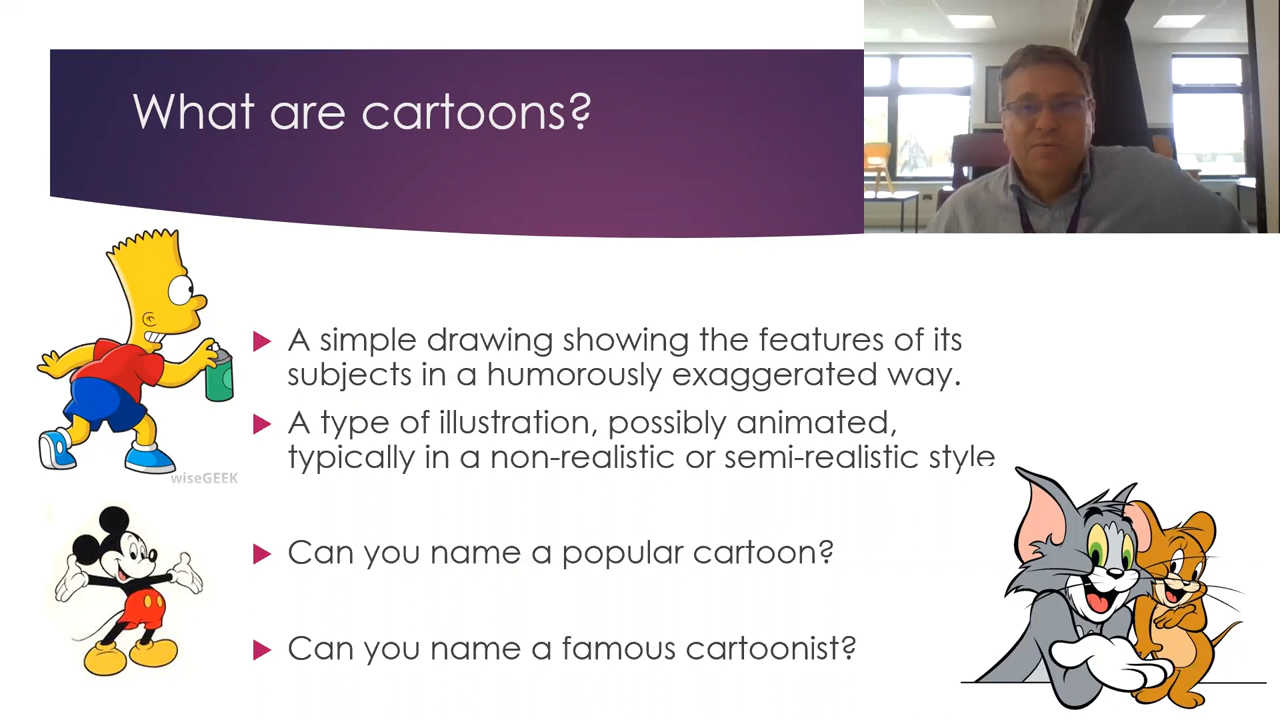 What are cartoons?
A simple drawing showing the features of its
subjects in a humorously exaggerated way.
A type of illustration, possibly animated,
typically in a non-realistic or semi-realistic style
wiseGEEK
Can you name a popular cartoon?
Can you name a famous cartoonist?